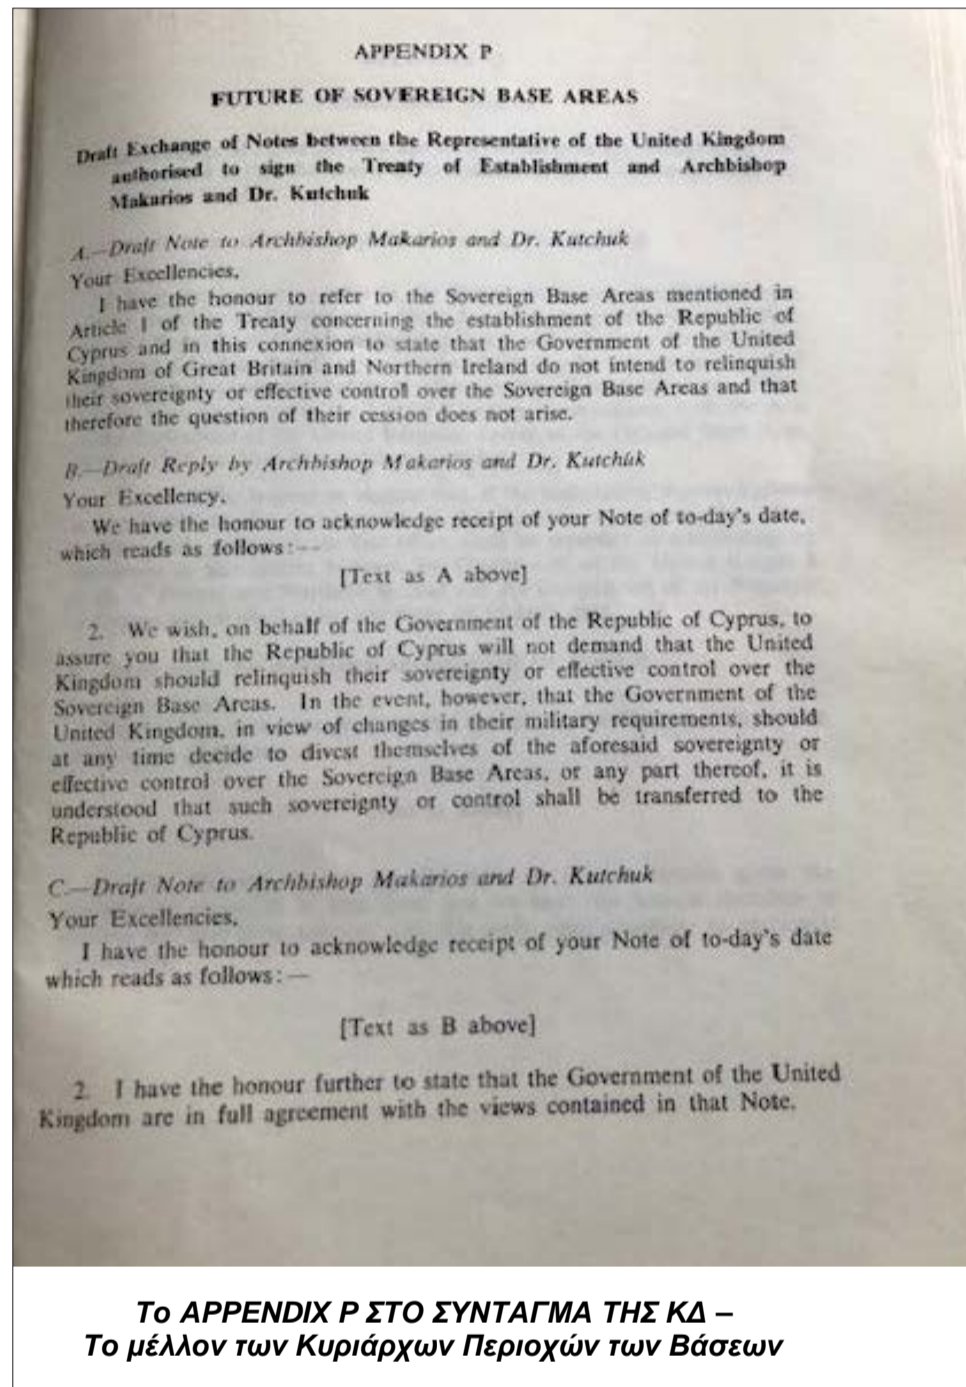 APPENDIX P
FUTURE OF SOVEREIGN BASE AREAS
Draft Exchange of Notes between the Representative of the United Kingdom
authorised to sign the Treaty of Establishment and Archbishop
Makarios and Dr. Kutchuk
A.—Draft Note to Archbishop Makarios and Dr. Kutchuk
Your Excellencies,
I have the honour to refer to the Sovereign Base Areas mentioned in
Article 1 of the Treaty concerning the establishment of the Republic of
Cyprus and in this connexion to state that the Government of the United
Kingdom of Great Britain and Northern Ireland do not intend to relinquish
their sovereignty or effective control over the Sovereign Base Areas and that
therefore the question of their cession does not arise.
B.—Draft Reply by Archbishop Makarios and Dr. Kutchuk
Your Excellency,
We have the honour to acknowledge receipt of your Note of to-day's date,
which reads as follows:—
[Text as A above]
2. We wish, on behalf of the Government of the Republic of Cyprus, to
assure you that the Republic of Cyprus will not demand that the United
Kingdom should relinquish their sovereignty or effective control over the
Sovereign Base Areas. In the event, however, that the Government of the
United Kingdom, in view of changes in their military requirements, should
at any time decide to divest themselves of the aforesaid sovereignty or
effective control over the Sovereign Base Areas, or any part thereof, it is
understood that such sovereignty or control shall be transferred to the
Republic of Cyprus.
C.—Draft Note to Archbishop Makarios and Dr. Kutchuk
Your Excellencies,
I have the honour to acknowledge receipt of your Note of to-day's date
which reads as follows:—
[Text as B above]
2. I have the honour further to state that the Government of the United
Kingdom are in full agreement with the views contained in that Note.
Το APPENDIX P ΣΤΟ ΣΥΝΤΑΓΜΑ ΤΗΣ ΚΔ –
Το μέλλον των Κυριάρχων Περιοχών των Βάσεων